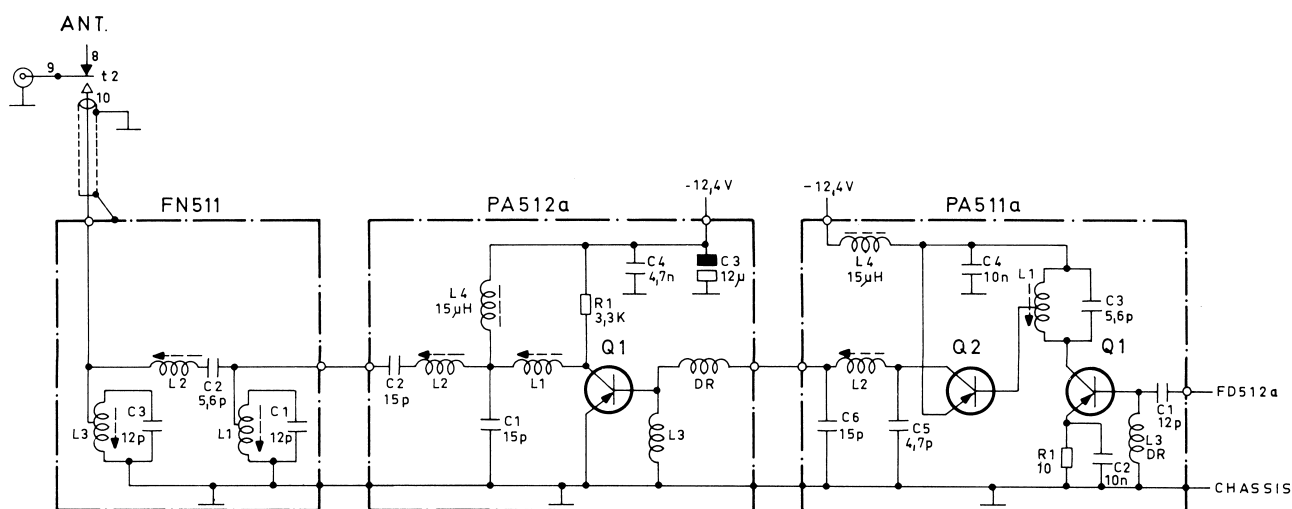 ANT.
8
9
t2
10
FN511
PA512a
-12,4V
-12,4V
PA511a
C4
4,7n
C3
12µ
L4
15µH
C4
10n
L1
C3
5,6p
L4
15µH
R1
3,3K
Q1
Q2
Q1
L2
C2
5,6p
C2
15p
L2
L1
DR
L2
FD512a
C3
12p
L3
C1
12p
L1
C1
15p
L3
C6
15p
C5
4,7p
C1
12p
L3
DR
R1
10
C2
10n
CHASSIS